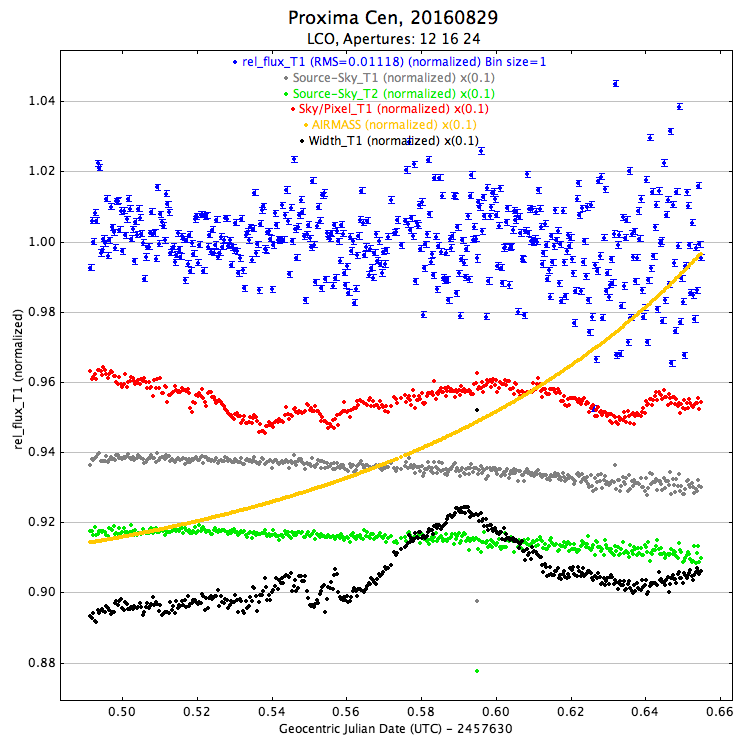 Proxima Cen, 20160829
LCO, Apertures: 12 16 24
rel_flux_T1 (RMS=0.01118) (normalized) Bin size=1
Source-Sky_T1 (normalized) x(0.1)
Source-Sky_T2 (normalized) x(0.1)
Sky/Pixel_T1 (normalized) x(0.1)
AIRMASS (normalized) x(0.1)
Width_T1 (normalized) x(0.1)
rel_flux_T1 (normalized)
1.04
1.02
1.00
0.98
0.96
0.94
0.92
0.90
0.88
0.50 0.52 0.54 0.56 0.58 0.60 0.62 0.64 0.66
Geocentric Julian Date (UTC) - 2457630